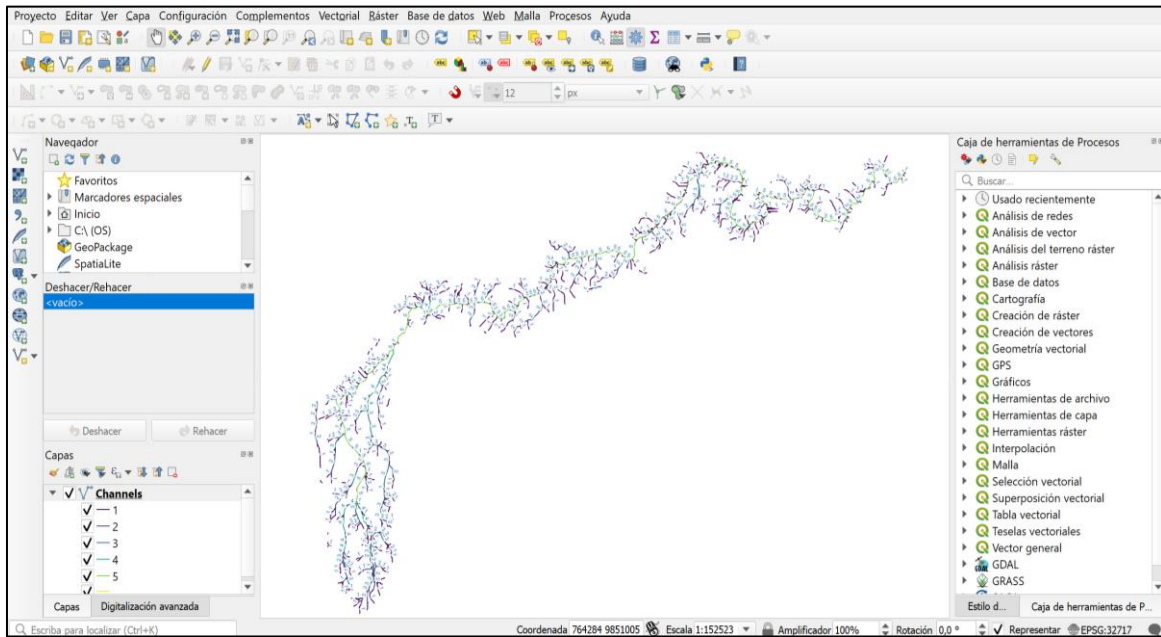 Proyecto Editar Ver Capa Configuración Complementos Vectorial Ráster Base de datos Web Malla Procesos Ayuda
12 px
Navegador
Favoritos
Marcadores espaciales
Inicio
C:\ (OS)
GeoPackage
SpatiaLite
Deshacer/Rehacer
<vacío>
Deshacer Rehacer
Capas
Channels
1
2
3
4
5
Capas Digitalización avanzada
Caja de herramientas de Procesos
Buscar...
Usado recientemente
Análisis de redes
Análisis de vector
Análisis del terreno ráster
Análisis ráster
Base de datos
Cartografía
Creación de ráster
Creación de vectores
Geometría vectorial
GPS
Gráficos
Herramientas de archivo
Herramientas de capa
Herramientas ráster
Interpolación
Malla
Selección vectorial
Superposición vectorial
Tabla vectorial
Teselas vectoriales
Vector general
GDAL
GRASS
Estilo d... Caja de herramientas de P...
Escriba para localizar (Ctrl+K) Coordenada 764284 9851005 Escala 1:152523 Amplificador 100% Rotación 0,0 ° Representar EPSG:32717